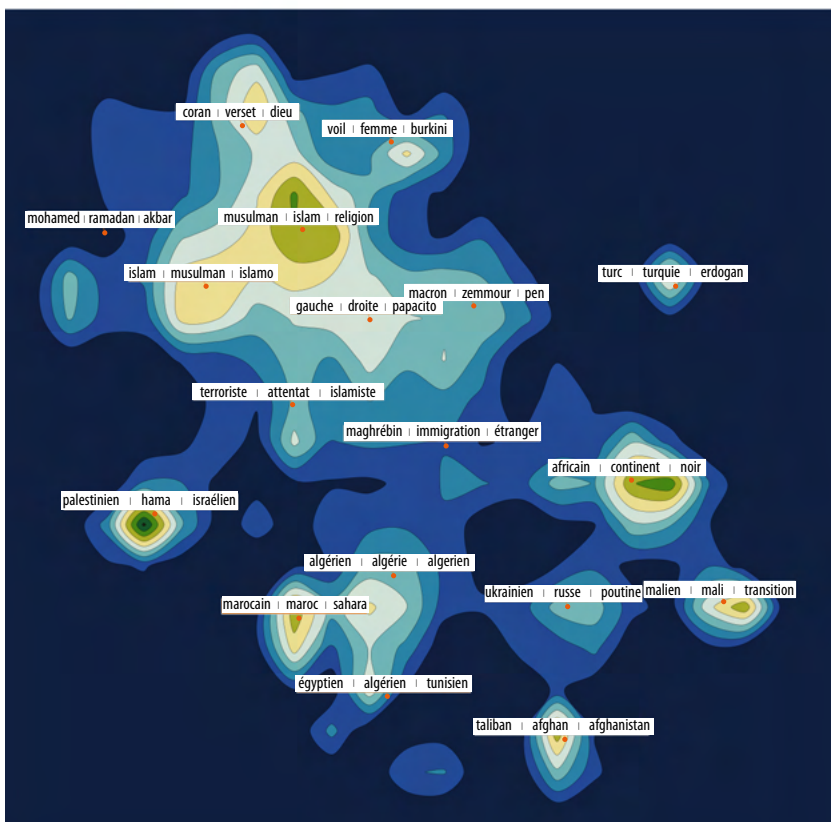 coran | verset | dieu
voil | femme | burkini
mohamed | ramadan | akbar
musulman | islam | religion
islam | musulman | islamo
turc | turquie | erdogan
macron | zemmour | pen
gauche | droite | papacito
terroriste | attentat | islamiste
maghrébin | immigration | étranger
africain | continent | noir
palestinien | hama | israélien
algérien | algérie | algerien
ukrainien | russe | poutine
malien | mali | transition
marocain | maroc | sahara
égyptien | algérien | tunisien
taliban | afghan | afghanistan